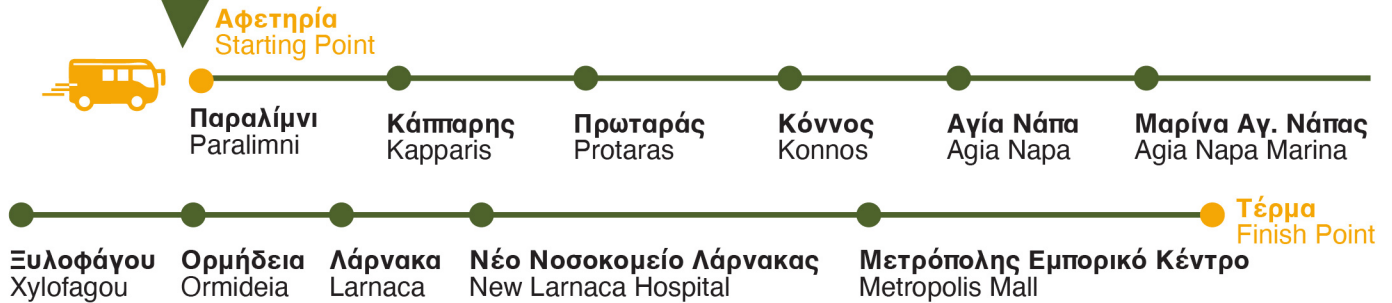 Αφετηρία
Starting Point
Παραλίμνι
Paralimni
Κάππαρης
Kapparis
Πρωταράς
Protaras
Κόννος
Konnos
Αγία Νάπα
Agia Napa
Μαρίνα Αγ. Νάπας
Agia Napa Marina
Ξυλοφάγου
Xylofagou
Ορμήδεια
Ormideia
Λάρνακα
Larnaca
Νέο Νοσοκομείο Λάρνακας
New Larnaca Hospital
Μετρόπολης Εμπορικό Κέντρο
Metropolis Mall
Τέρμα
Finish Point